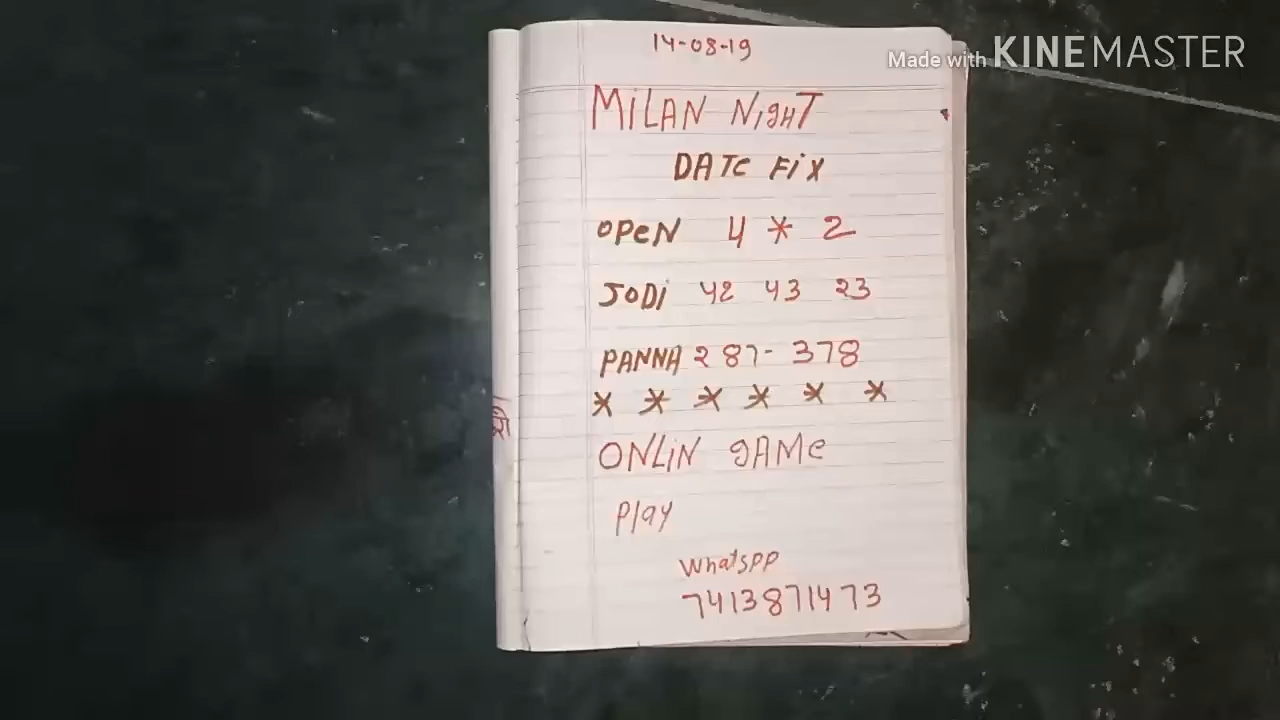 14-08-19
Made with KINEMASTER
MiLAN NigHT
DATe FiX
OPeN 4 * 2
JODi 42 43 23
PANNA 287- 378
* * * * * *
ONLiN gAMe
Play
Whatspp
7413871473